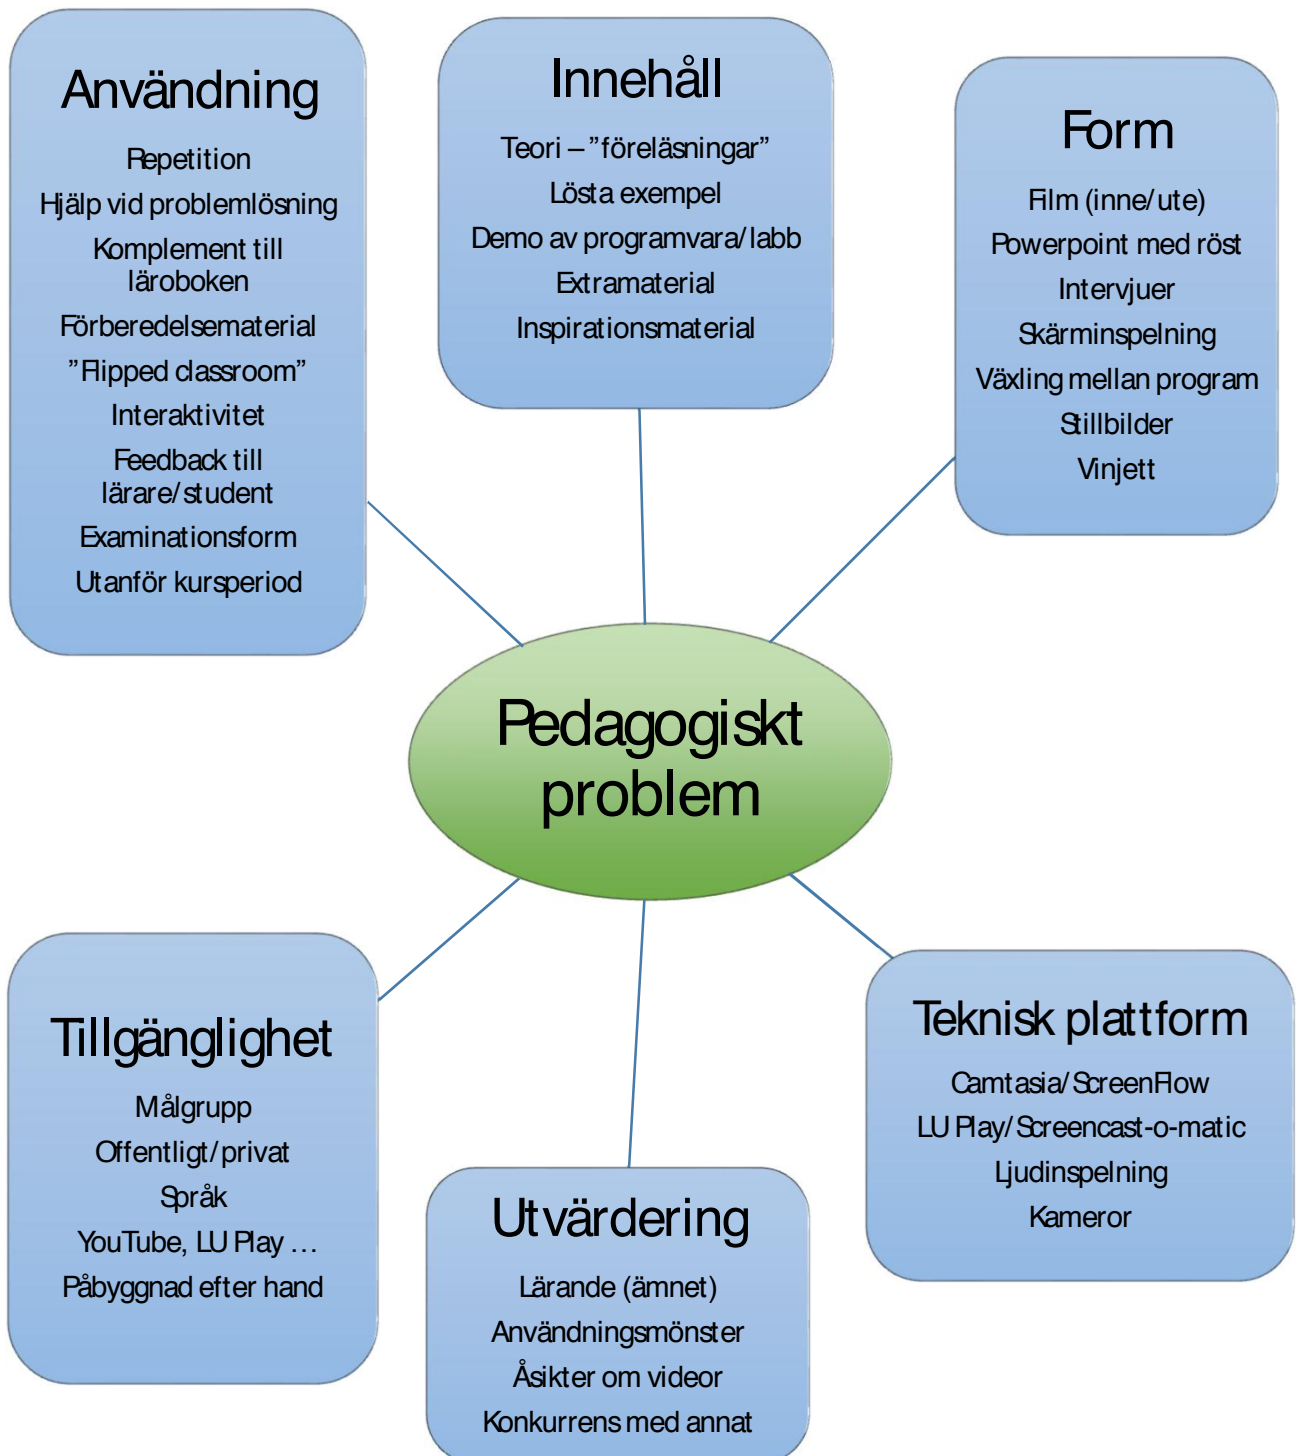 Användning
Repetition
Hjälp vid problemlösning
Komplement till
läroboken
Förberedelsematerial
”Flipped classroom”
Interaktivitet
Feedback till
lärare/student
Examinationsform
Utanför kursperiod
Innehåll
Teori – ”föreläsningar”
Lösta exempel
Demo av programvara/labb
Extramaterial
Inspirationsmaterial
Form
Film (inne/ute)
Powerpoint med röst
Intervjuer
Skärminspelning
Växling mellan program
Stillbilder
Vinjett
Pedagogiskt
problem
Tillgänglighet
Målgrupp
Offentligt/privat
Språk
YouTube, LU Play …
Påbyggnad efter hand
Utvärdering
Lärande (ämnet)
Användningsmönster
Åsikter om videor
Konkurrens med annat
Teknisk plattform
Camtasia/ScreenFlow
LU Play/Screencast-o-matic
Ljudinspelning
Kameror